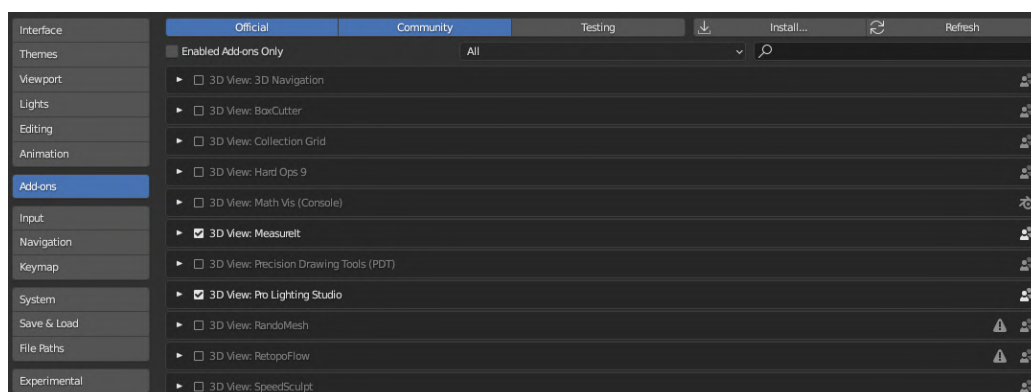 Interface
Themes
Viewport
Lights
Editing
Animation
Add-ons
Input
Navigation
Keymap
System
Save & Load
File Paths
Experimental
Official Community Testing Install... Refresh
Enabled Add-ons Only All
3D View: 3D Navigation
3D View: BoxCutter
3D View: Collection Grid
3D View: Hard Ops 9
3D View: Math Vis (Console)
3D View: MeasureIt
3D View: Precision Drawing Tools (PDT)
3D View: Pro Lighting Studio
3D View: RandoMesh
3D View: RetopoFlow
3D View: SpeedSculpt